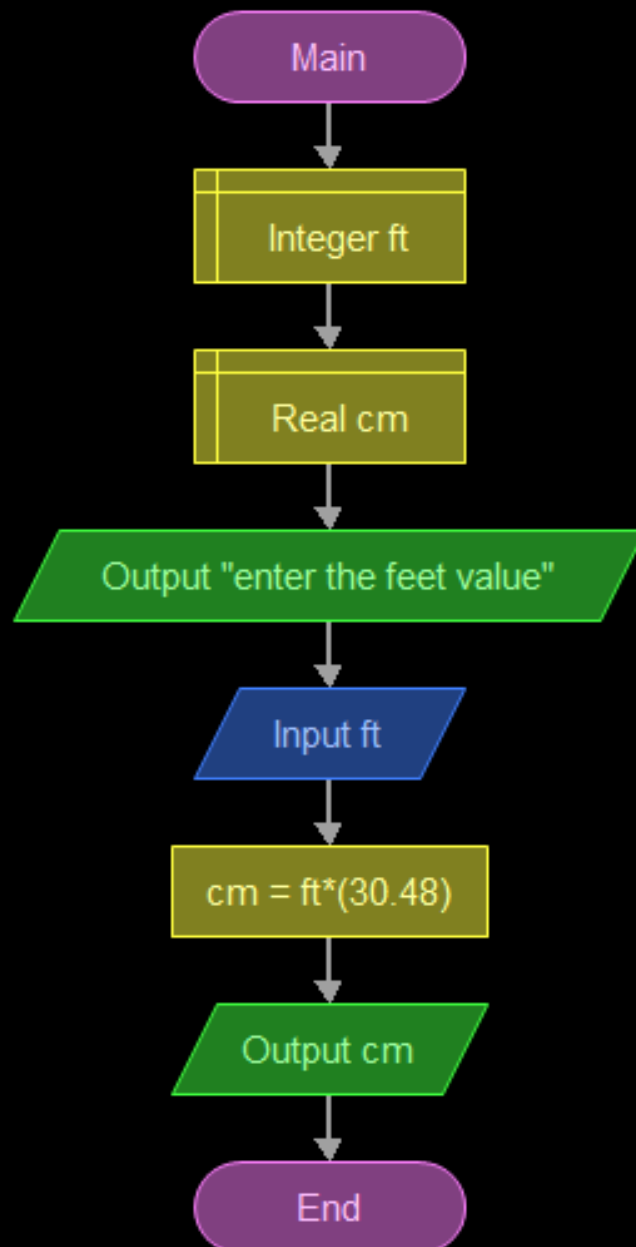 Main
Integer ft
Real cm
Output "enter the feet value"
Input ft
cm = ft*(30.48)
Output cm
End